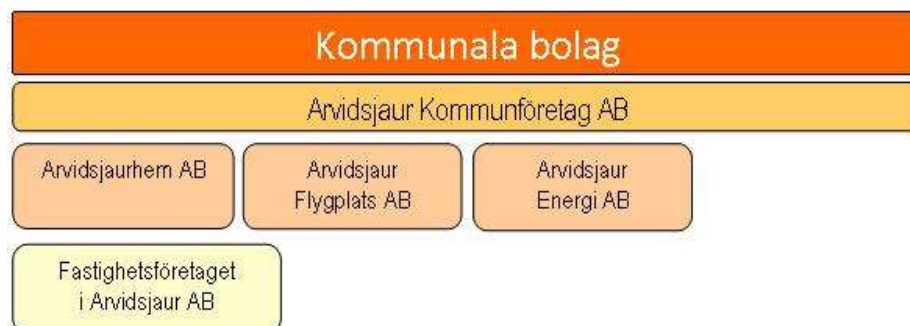 Kommunala bolag
Arvidsjaur Kommunföretag AB
Arvidsjaurhem AB
Arvidsjaur
Flygplats AB
Arvidsjaur
Energi AB
Fastighetsföretaget
i Arvidsjaur AB